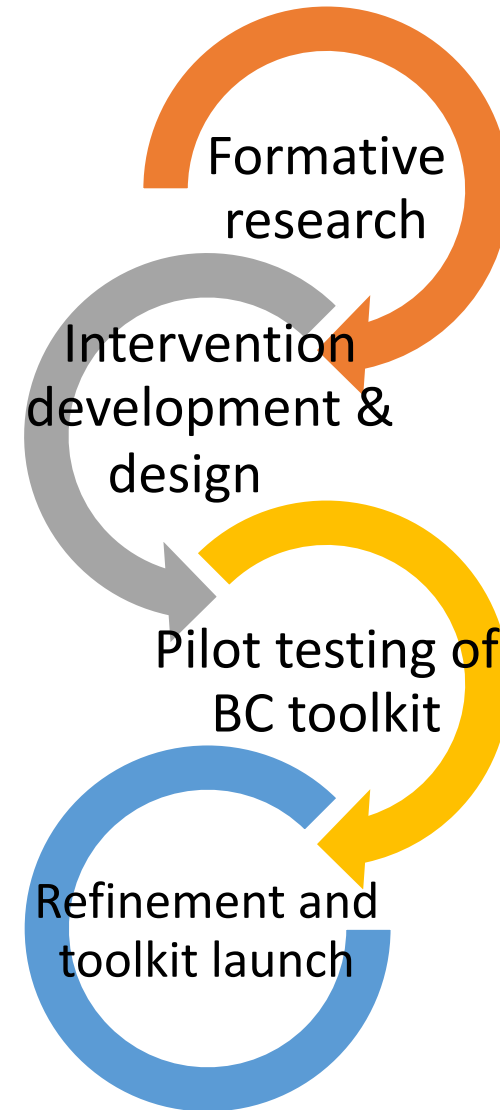 Formative
research
Intervention
development &
design
Pilot testing of
BC toolkit
Refinement and
toolkit launch